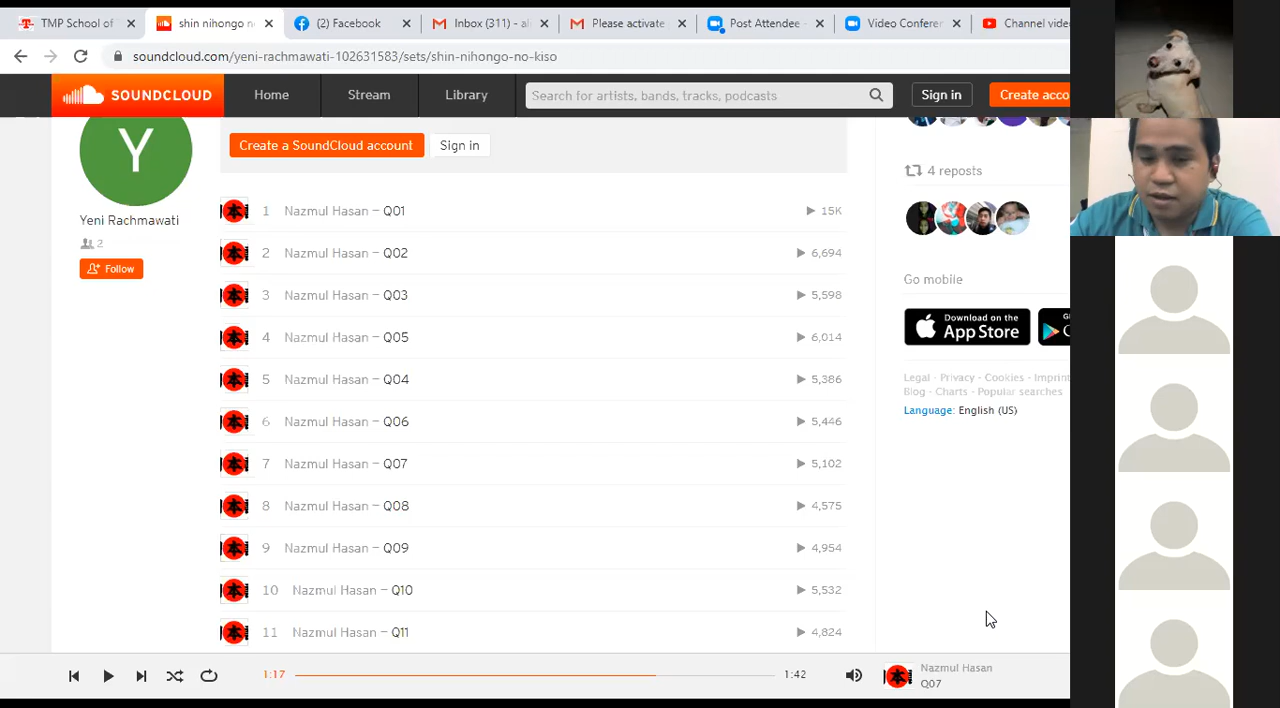 TMP School of
shin nihongo n
(2) Facebook
Inbox (311) - al
Please activate
Post Attendee -
Video Conferen
Channel video
soundcloud.com/yeni-rachmawati-102631583/sets/shin-nihongo-no-kiso
SOUNDCLOUD
Home
Stream
Library
Search for artists, bands, tracks, podcasts
Sign in
Create acco
Y
Create a SoundCloud account
Sign in
4 reposts
Yeni Rachmawati
2
Follow
1 Nazmul Hasan – Q01 15K
2 Nazmul Hasan – Q02 6,694
3 Nazmul Hasan – Q03 5,598
4 Nazmul Hasan – Q05 6,014
5 Nazmul Hasan – Q04 5,386
6 Nazmul Hasan – Q06 5,446
7 Nazmul Hasan – Q07 5,102
8 Nazmul Hasan – Q08 4,575
9 Nazmul Hasan – Q09 4,954
10 Nazmul Hasan – Q10 5,532
11 Nazmul Hasan – Q11 4,824
Go mobile
Download on the
App Store
Legal - Privacy - Cookies - Imprint
Blog - Charts - Popular searches
Language: English (US)
1:17
1:42
Nazmul Hasan
Q07